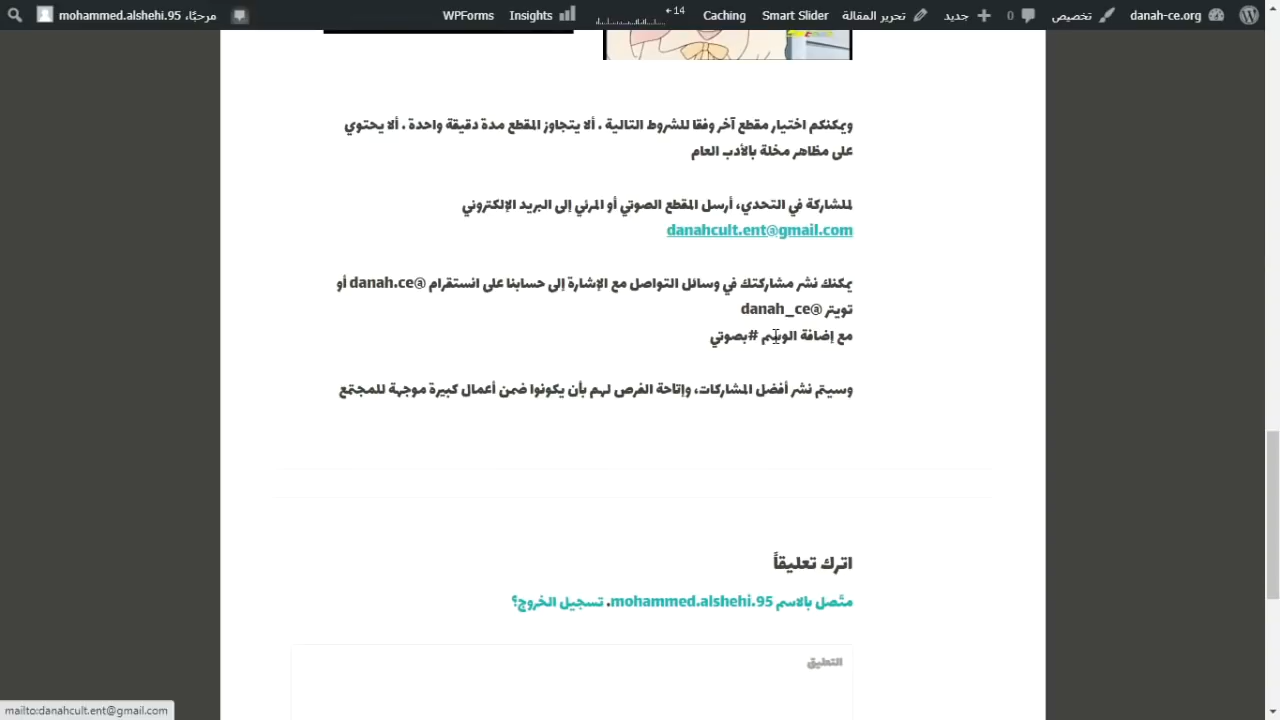 danah-ce.org تخصيص 0 جديد تحرير المقالة Smart Slider Caching 14 Insights WPForms مرحبًا، mohammed.alshehi.95
ويمكنكم اختيار مقطع آخر وفقا للشروط التالية . ألا يتجاوز المقطع مدة دقيقة واحدة . ألا يحتوي
على مظاهر مخلة بالأدب العام
للمشاركة في التحدي، أرسل المقطع الصوتي أو المرئي إلى البريد الإلكتروني
danahcult.ent@gmail.com
يمكنك نشر مشاركتك في وسائل التواصل مع الإشارة إلى حسابنا على انستقرام @danah.ce أو
تويتر @danah_ce
مع إضافة الوسم #بصوتي
وسيتم نشر أفضل المشاركات، وإتاحة الفرص لهم بأن يكونوا ضمن أعمال كبيرة موجهة للمجتمع
اترك تعليقاً
متّصل بالاسم mohammed.alshehi.95. تسجيل الخروج؟
التعليق
mailto:danahcult.ent@gmail.com